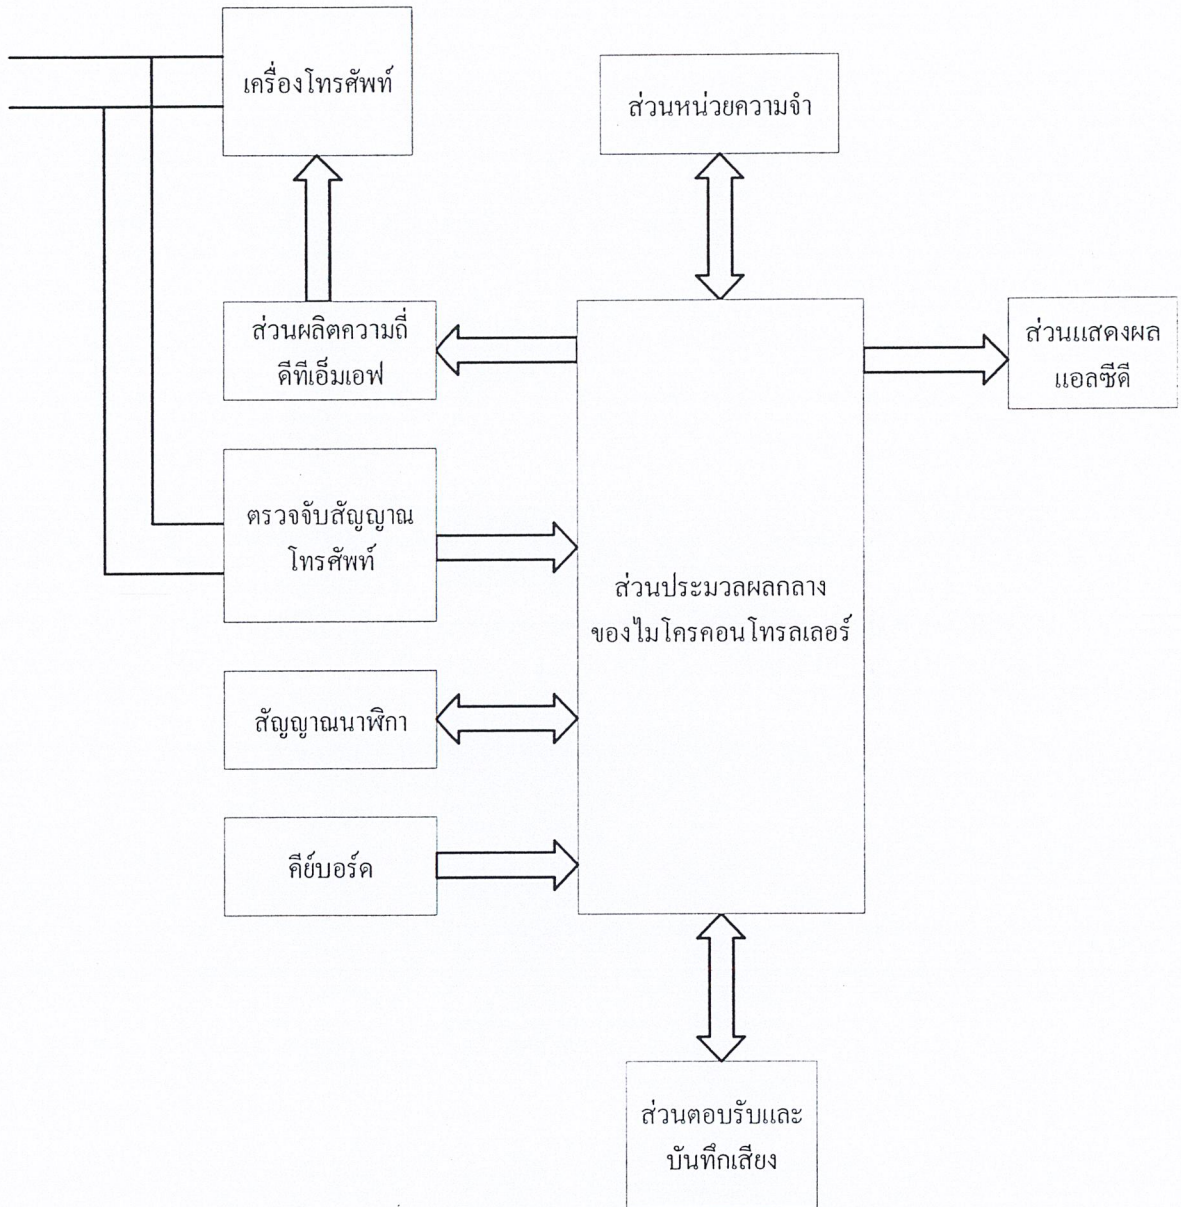 เครื่องโทรศัพท์
ส่วนหน่วยความจำ
ส่วนผลิตความถี่
ดีทีเอ็มเอฟ
ส่วนแสดงผล
แอลซีดี
ตรวจจับสัญญาณ
โทรศัพท์
ส่วนประมวลผลกลาง
ของไมโครคอนโทรลเลอร์
สัญญาณนาฬิกา
คีย์บอร์ด
ส่วนตอบรับและ
บันทึกเสียง